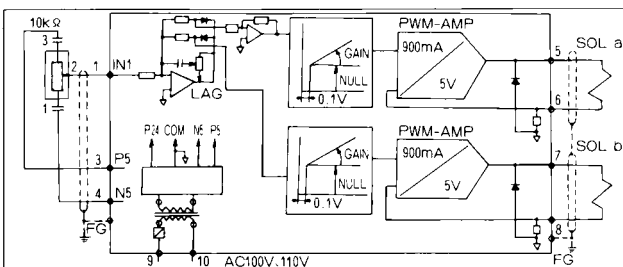 10kΩ
3
2
1
1
IN1
LAG
P24
COM
N5
P5
3
P5
4
N5
FG
9
10
AC100V, 110V
GAIN
NULL
0.1V
PWM-AMP
900mA
5V
5
SOL a
6
GAIN
NULL
0.1V
PWM-AMP
900mA
5V
7
SOL b
8
FG